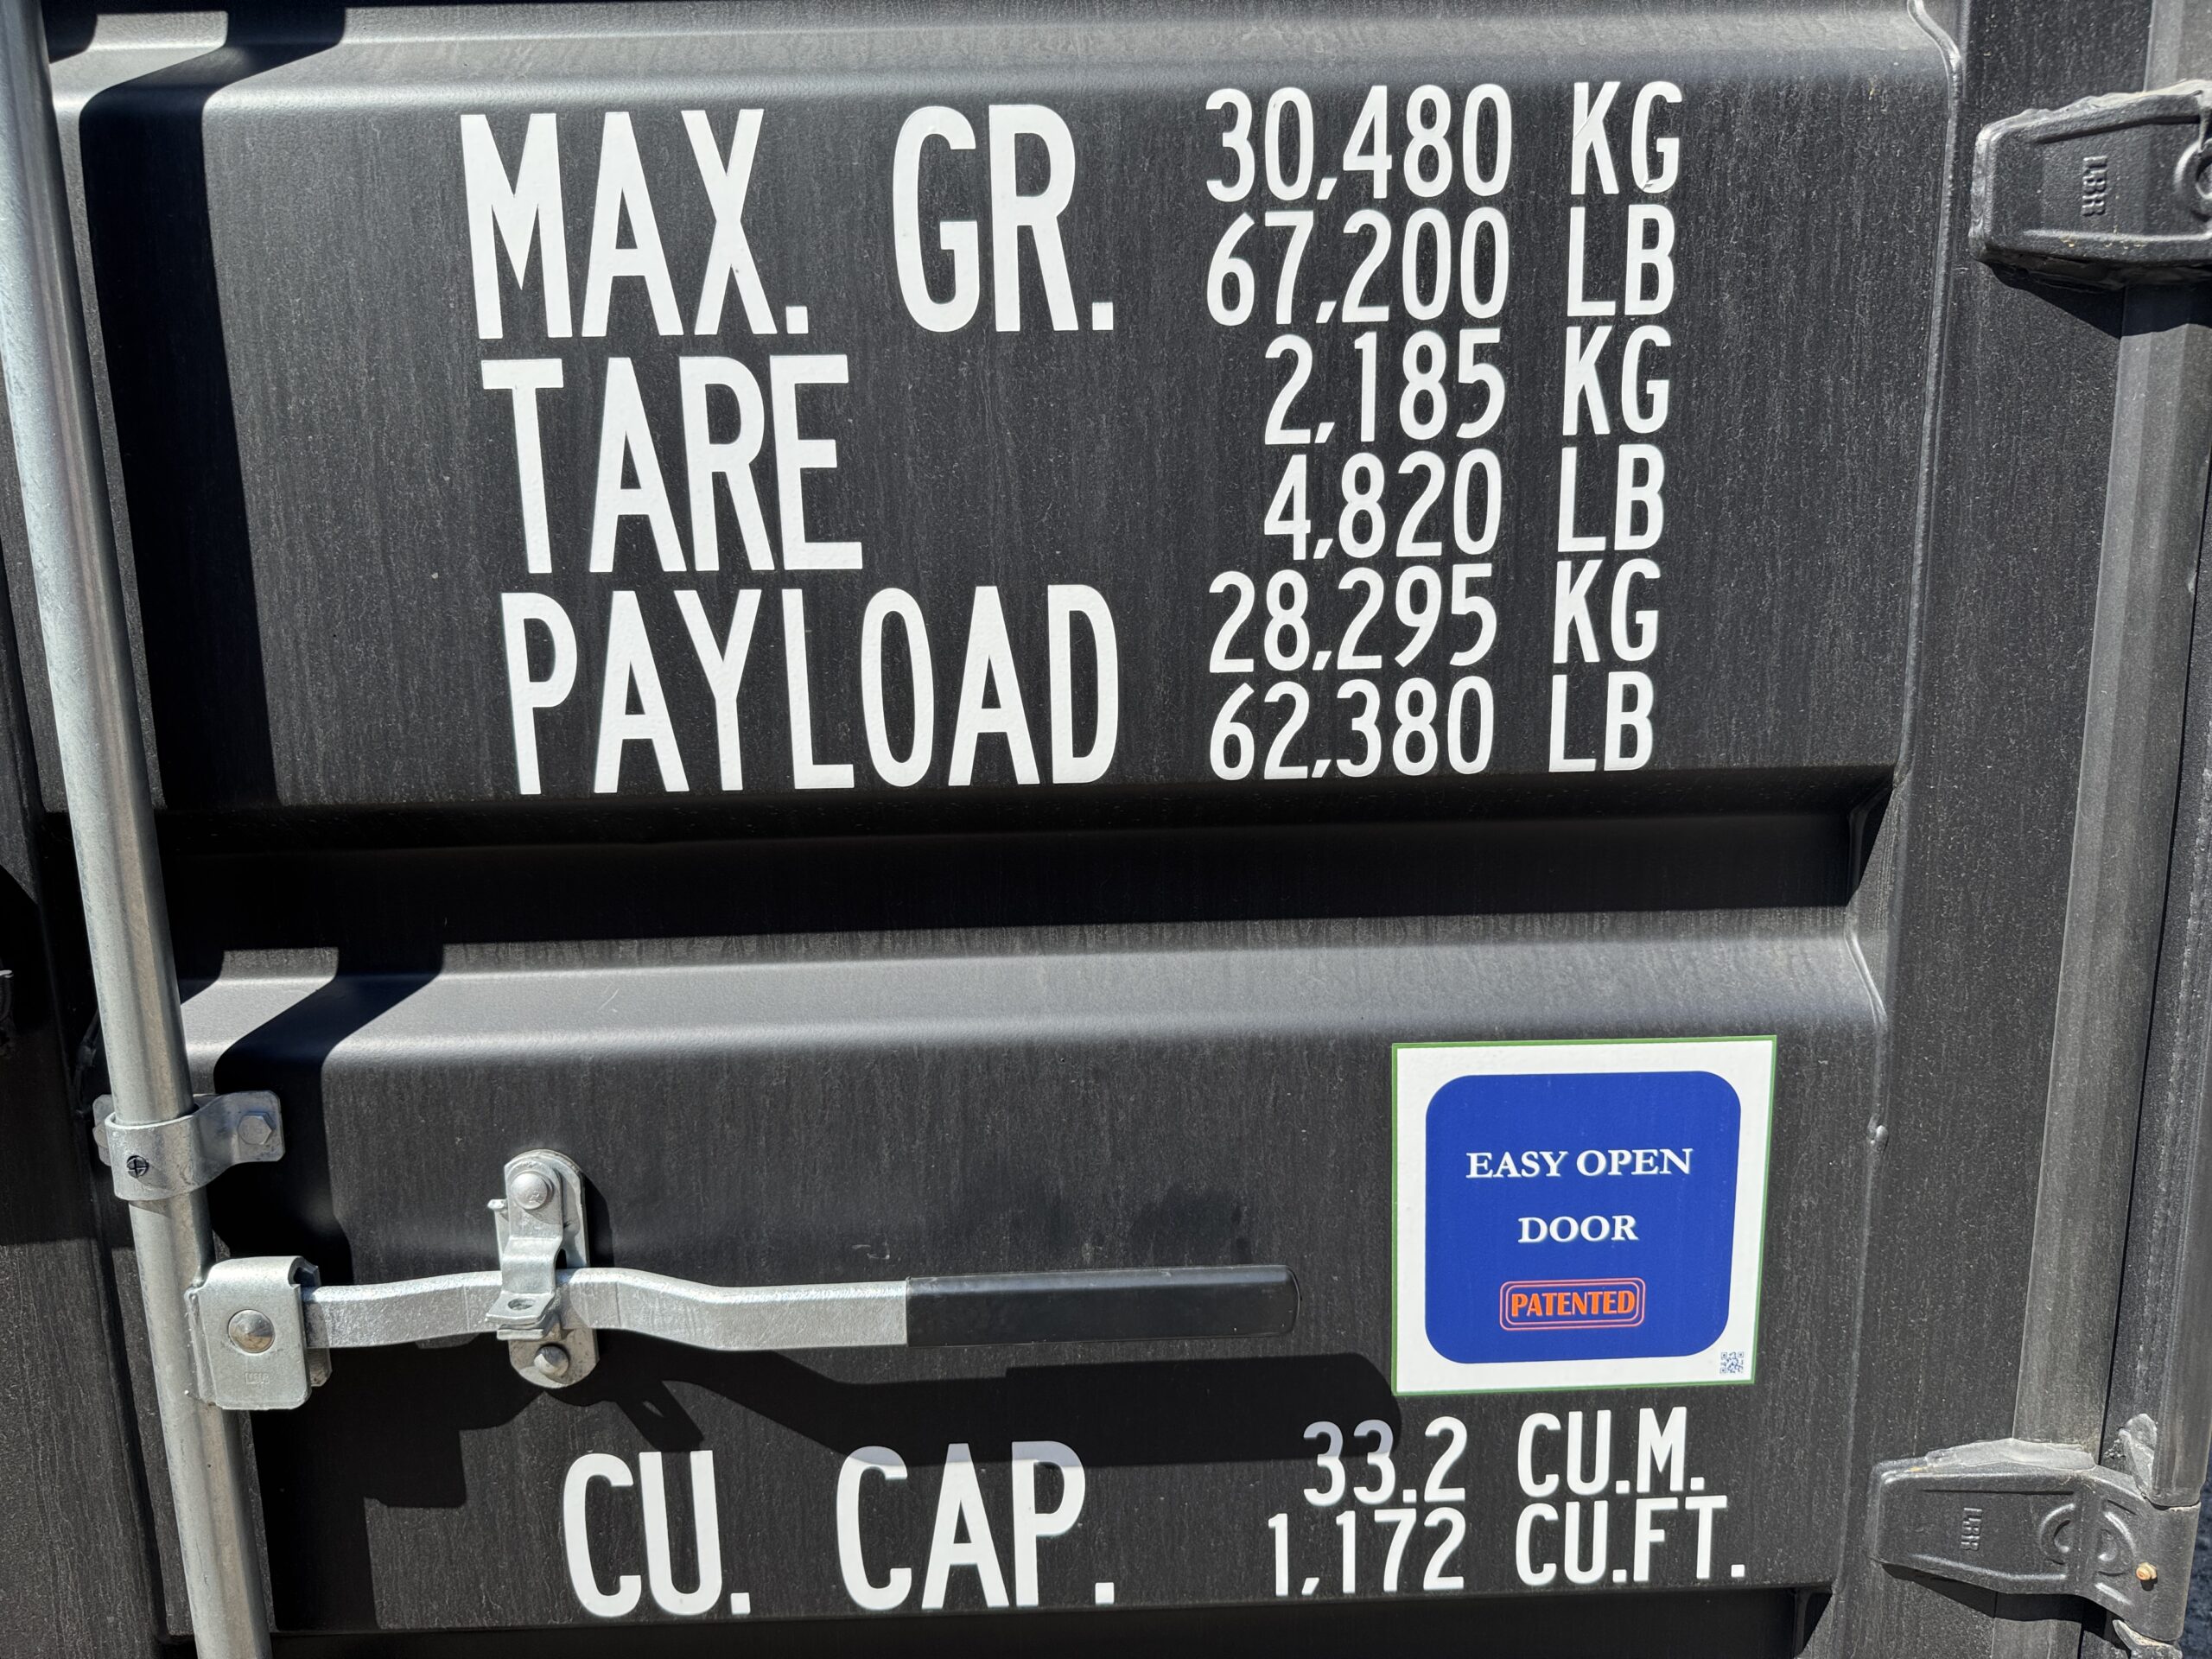 MAX. GR. 30,480 KG
67,200 LB
TARE 2,185 KG
4,820 LB
PAYLOAD 28,295 KG
62,380 LB
EASY OPEN
DOOR
PATENTED
CU. CAP. 33.2 CU.M.
1,172 CU.FT.